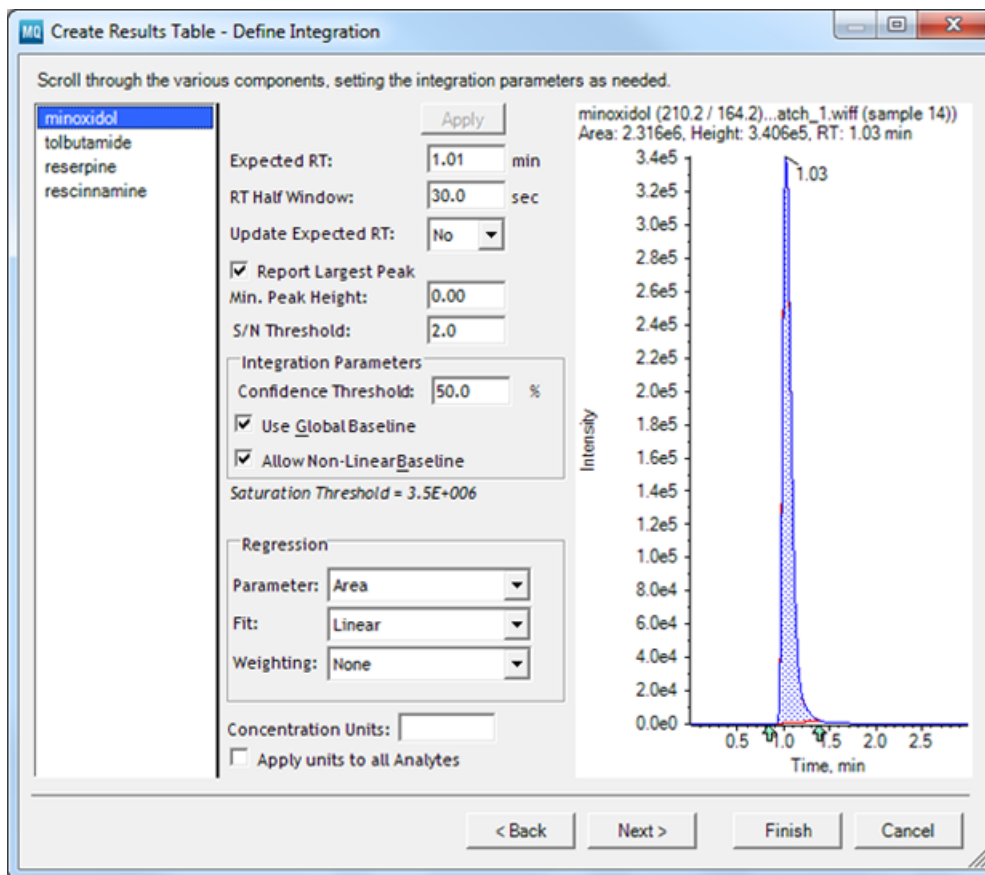 MQ Create Results Table - Define Integration
Scroll through the various components, setting the integration parameters as needed.
minoxidol
tolbutamide
reserpine
rescinnamine
Apply
Expected RT: 1.01 min
RT Half Window: 30.0 sec
Update Expected RT: No
Report Largest Peak
Min. Peak Height: 0.00
S/N Threshold: 2.0
Integration Parameters
Confidence Threshold: 50.0 %
Use Global Baseline
Allow Non-LinearBaseline
Saturation Threshold = 3.5E+006
Regression
Parameter: Area
Fit: Linear
Weighting: None
Concentration Units:
Apply units to all Analytes
minoxidol (210.2 / 164.2)...atch_1.wiff (sample 14))
Area: 2.316e6, Height: 3.406e5, RT: 1.03 min
1.03
3.4e5
3.2e5
3.0e5
2.8e5
2.6e5
2.4e5
2.2e5
2.0e5
1.8e5
1.6e5
1.4e5
1.2e5
1.0e5
8.0e4
6.0e4
4.0e4
2.0e4
0.0e0
Intensity
0.5 1.0 1.5 2.0 2.5
Time, min
< Back Next > Finish Cancel